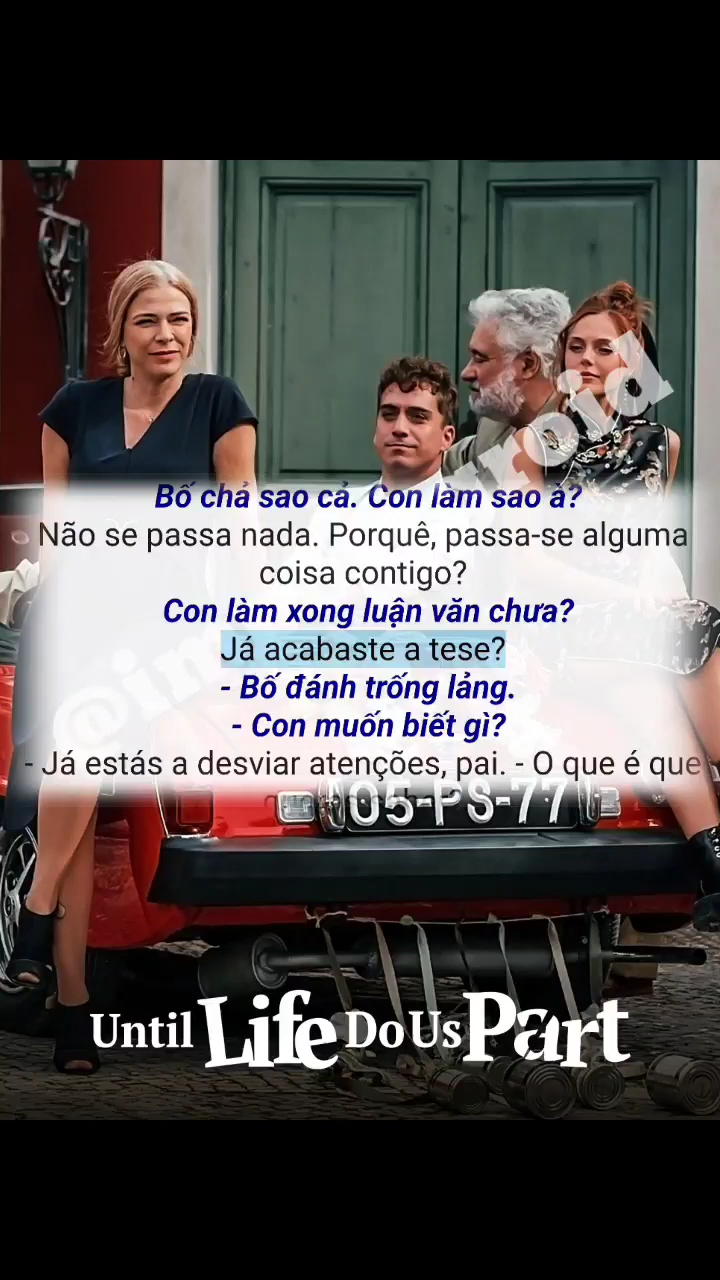 Bố chả sao cả. Con làm sao à?
Não se passa nada. Porquê, passa-se alguma
coisa contigo?
Con làm xong luận văn chưa?
Já acabaste a tese?
- Bố đánh trống lảng.
- Con muốn biết gì?
- Já estás a desviar atenções, pai. - O que é que
05-PS-77
Until Life Do Us Part